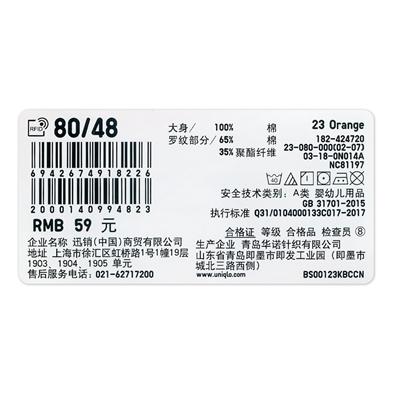 RFID
80/48
6942674918226
2000169427195
RMB 59 元
大身/ 100% 棉
罗纹部分/ 65% 棉
35% 聚酯纤维
23 Orange
182-424720
23-080-000(02-07)
03-18-0N014A
NC81197
40
安全技术类别: A类 婴幼儿用品
GB 31701-2015
执行标准 Q31/0104000133C017-2017
合格证 等级 合格品 检查员 ⑧
企业名称 迅销(中国)商贸有限公司
地址 上海市徐汇区虹桥路1号1幢19层
1903, 1904, 1905 单元
售后服务电话: 021-62717200
生产企业 青岛华诺针织有限公司
山东省青岛即墨市即发工业园(即墨市
城北三路西侧)
www.uniqlo.com
BS00123KBCCN